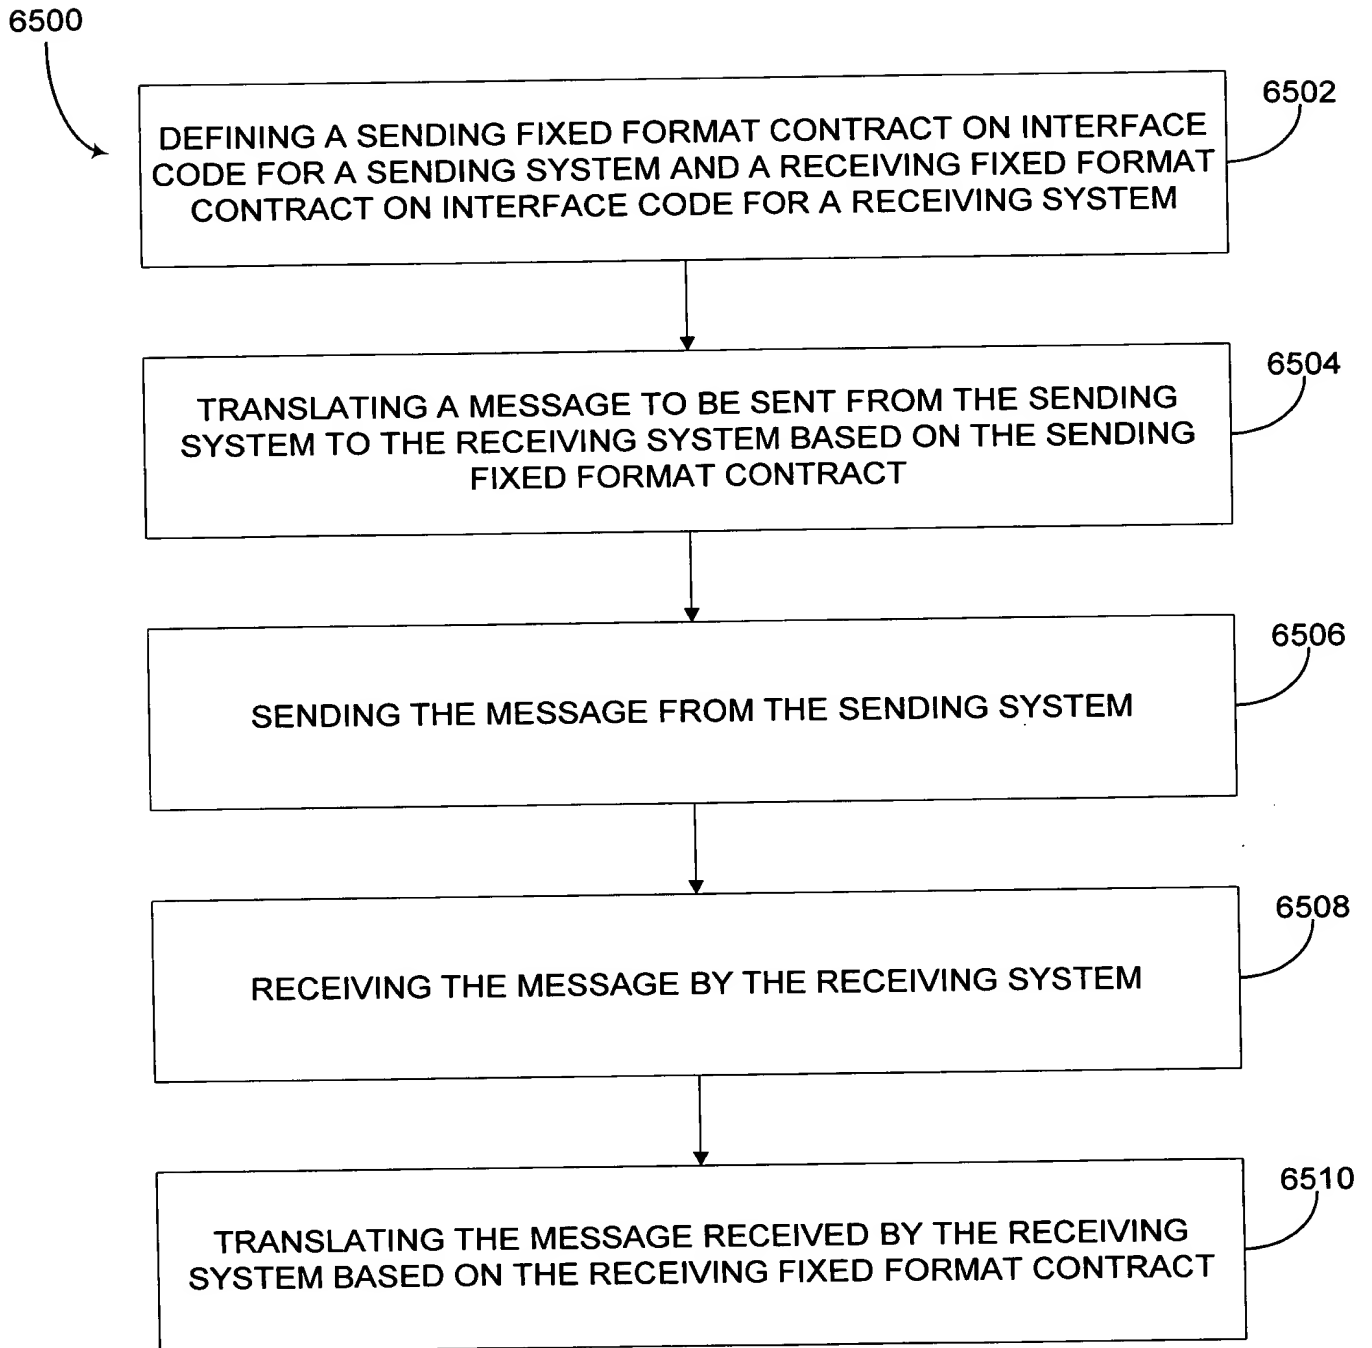 6500
6502
DEFINING A SENDING FIXED FORMAT CONTRACT ON INTERFACE
CODE FOR A SENDING SYSTEM AND A RECEIVING FIXED FORMAT
CONTRACT ON INTERFACE CODE FOR A RECEIVING SYSTEM
6504
TRANSLATING A MESSAGE TO BE SENT FROM THE SENDING
SYSTEM TO THE RECEIVING SYSTEM BASED ON THE SENDING
FIXED FORMAT CONTRACT
6506
SENDING THE MESSAGE FROM THE SENDING SYSTEM
6508
RECEIVING THE MESSAGE BY THE RECEIVING SYSTEM
6510
TRANSLATING THE MESSAGE RECEIVED BY THE RECEIVING
SYSTEM BASED ON THE RECEIVING FIXED FORMAT CONTRACT